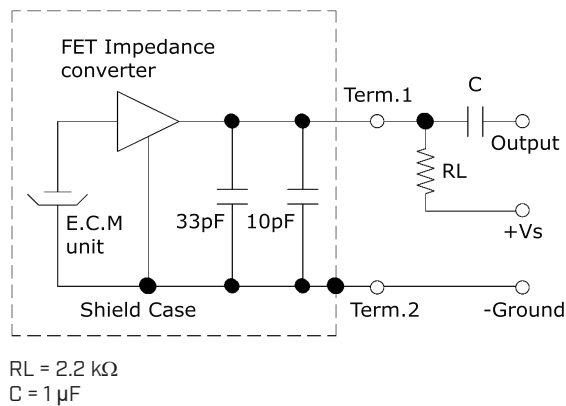 FET Impedance
converter
Term.1
C
Output
RL
+Vs
E.C.M
unit
33pF
10pF
Shield Case
Term.2
-Ground
RL = 2.2 kΩ
C = 1 µF